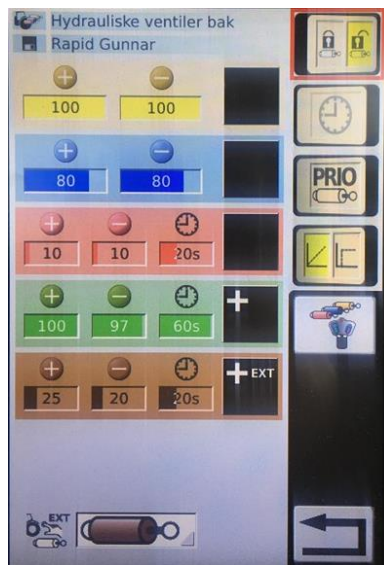 Hydrauliske ventiler bak
Rapid Gunnar
100 100
80 80
PRIO
10 10 20s
100 97 60s
+
25 20 20s
+ EXT
EXT